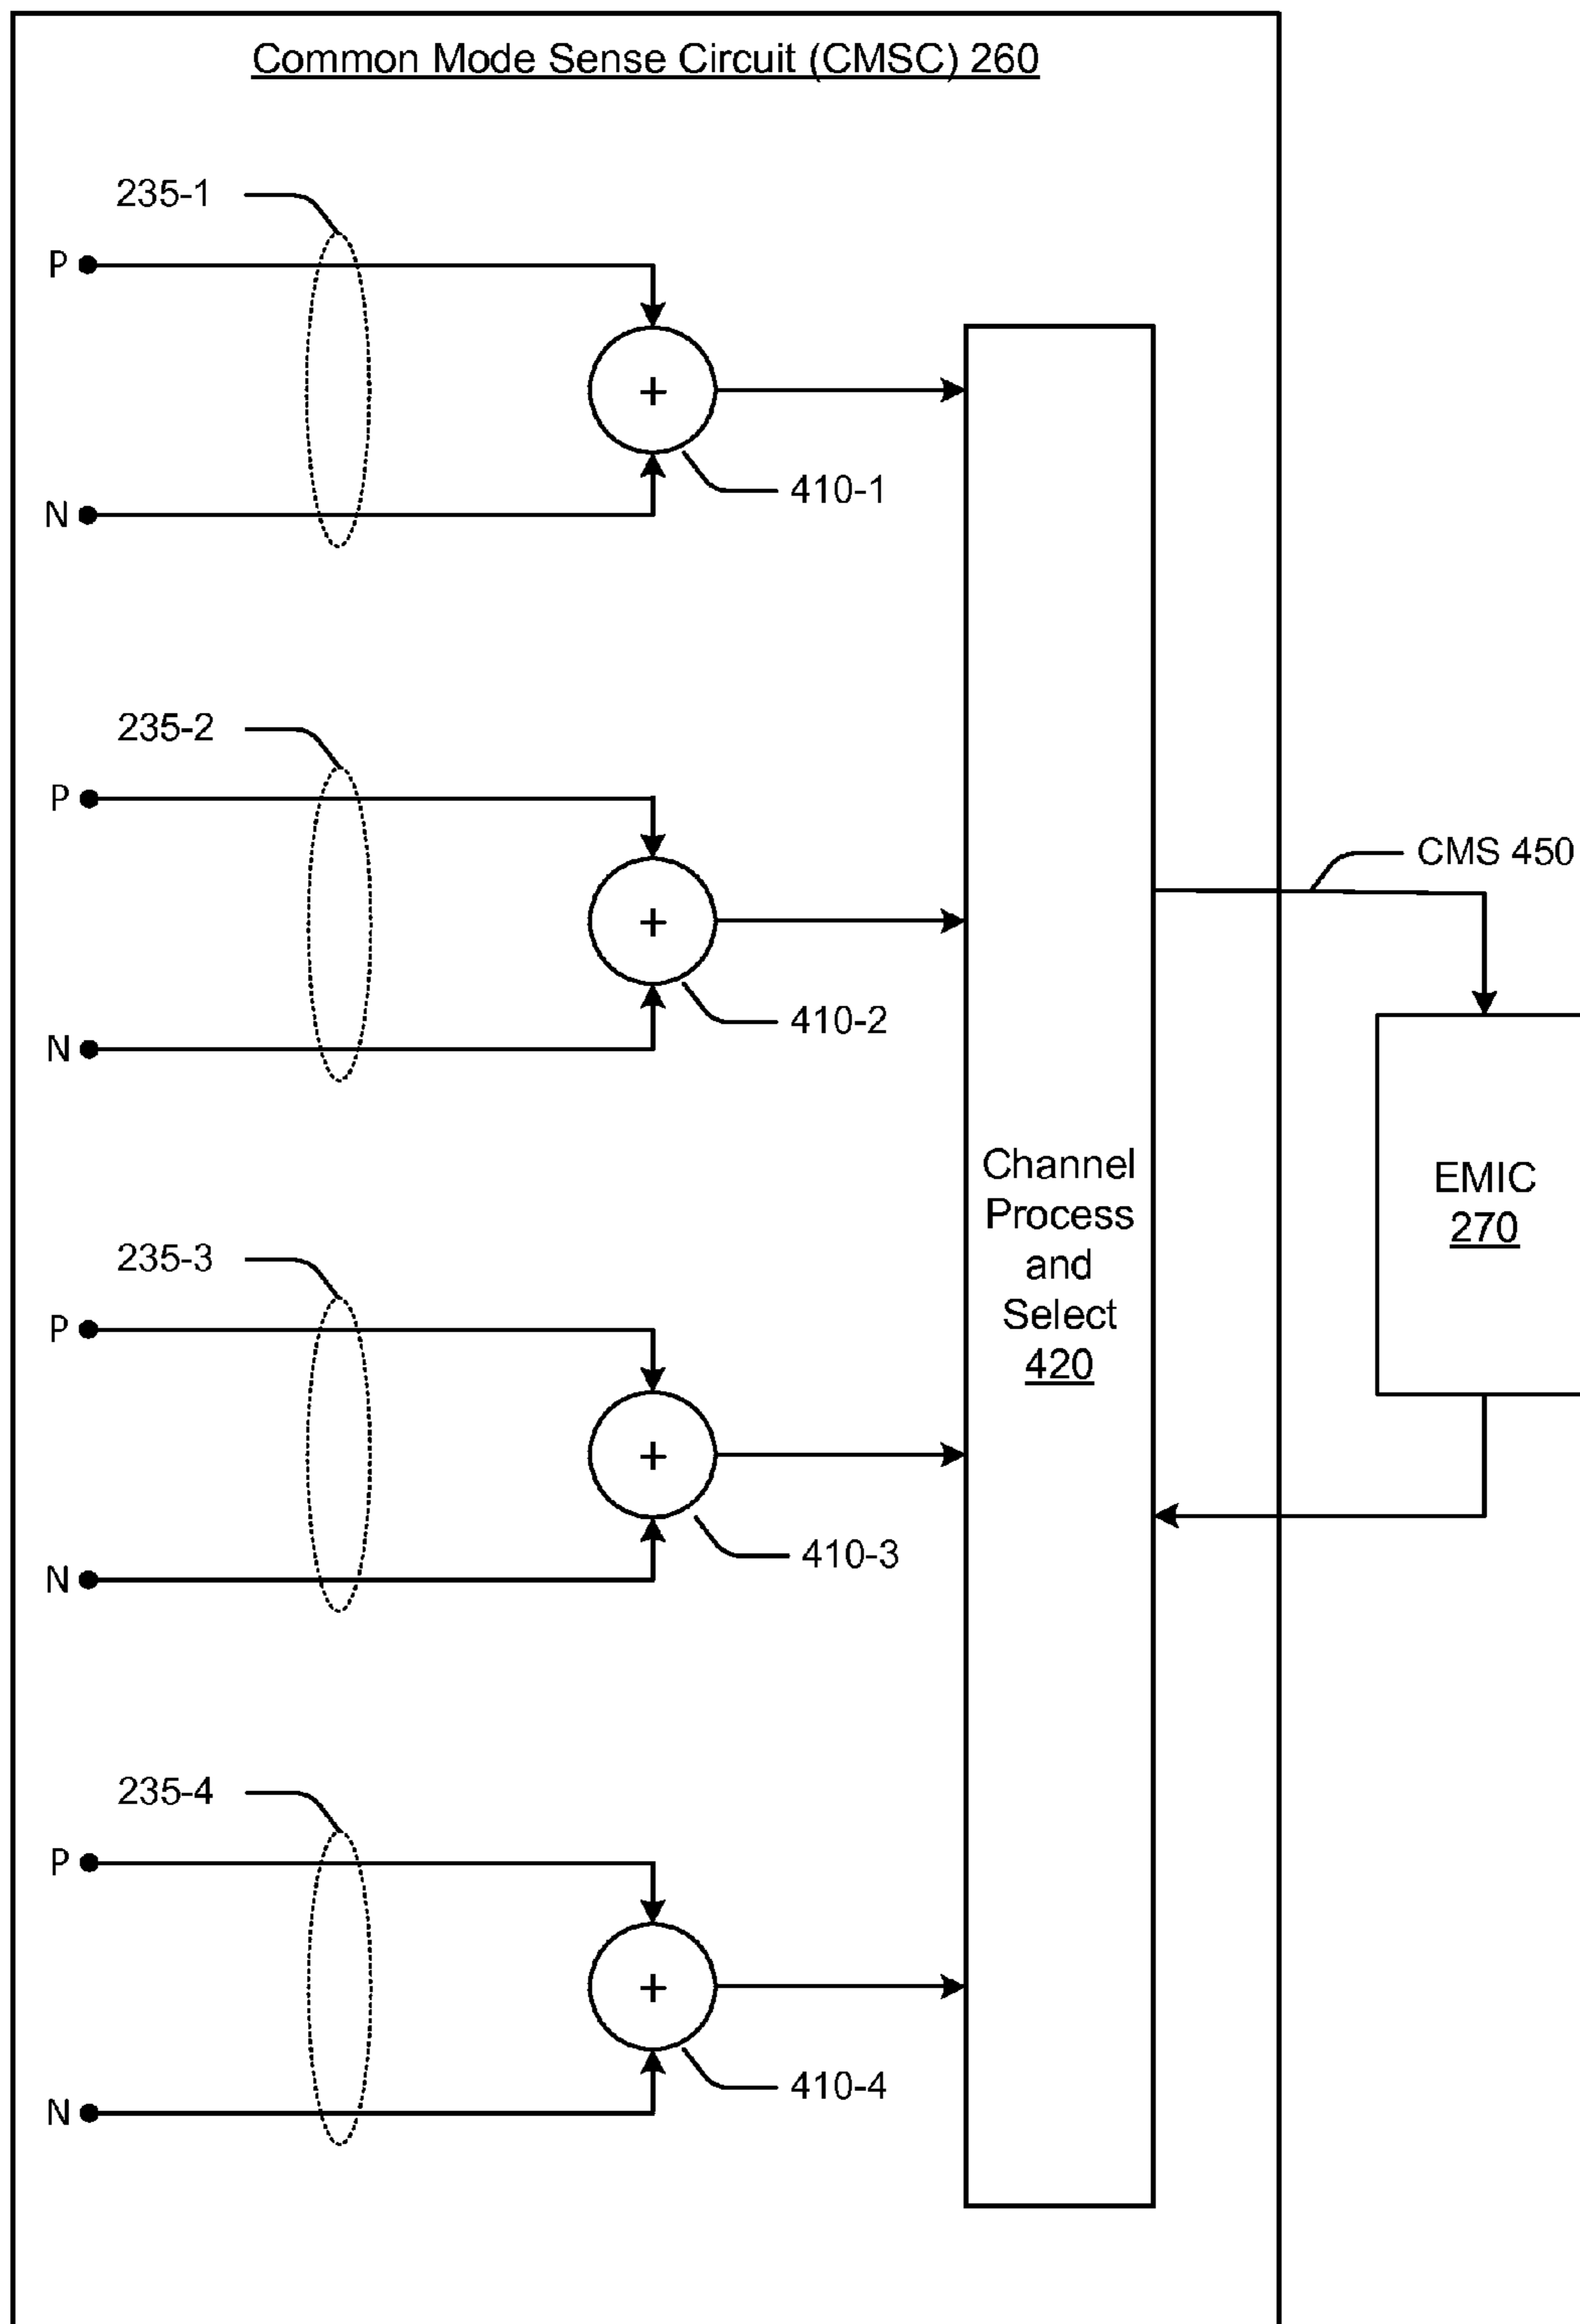 Common Mode Sense Circuit (CMSC) 260
235-1
P
+
410-1
N
235-2
P
CMS 450
+
410-2
N
Channel
Process
and
Select
420
EMIC
270
235-3
P
+
410-3
N
235-4
P
+
410-4
N